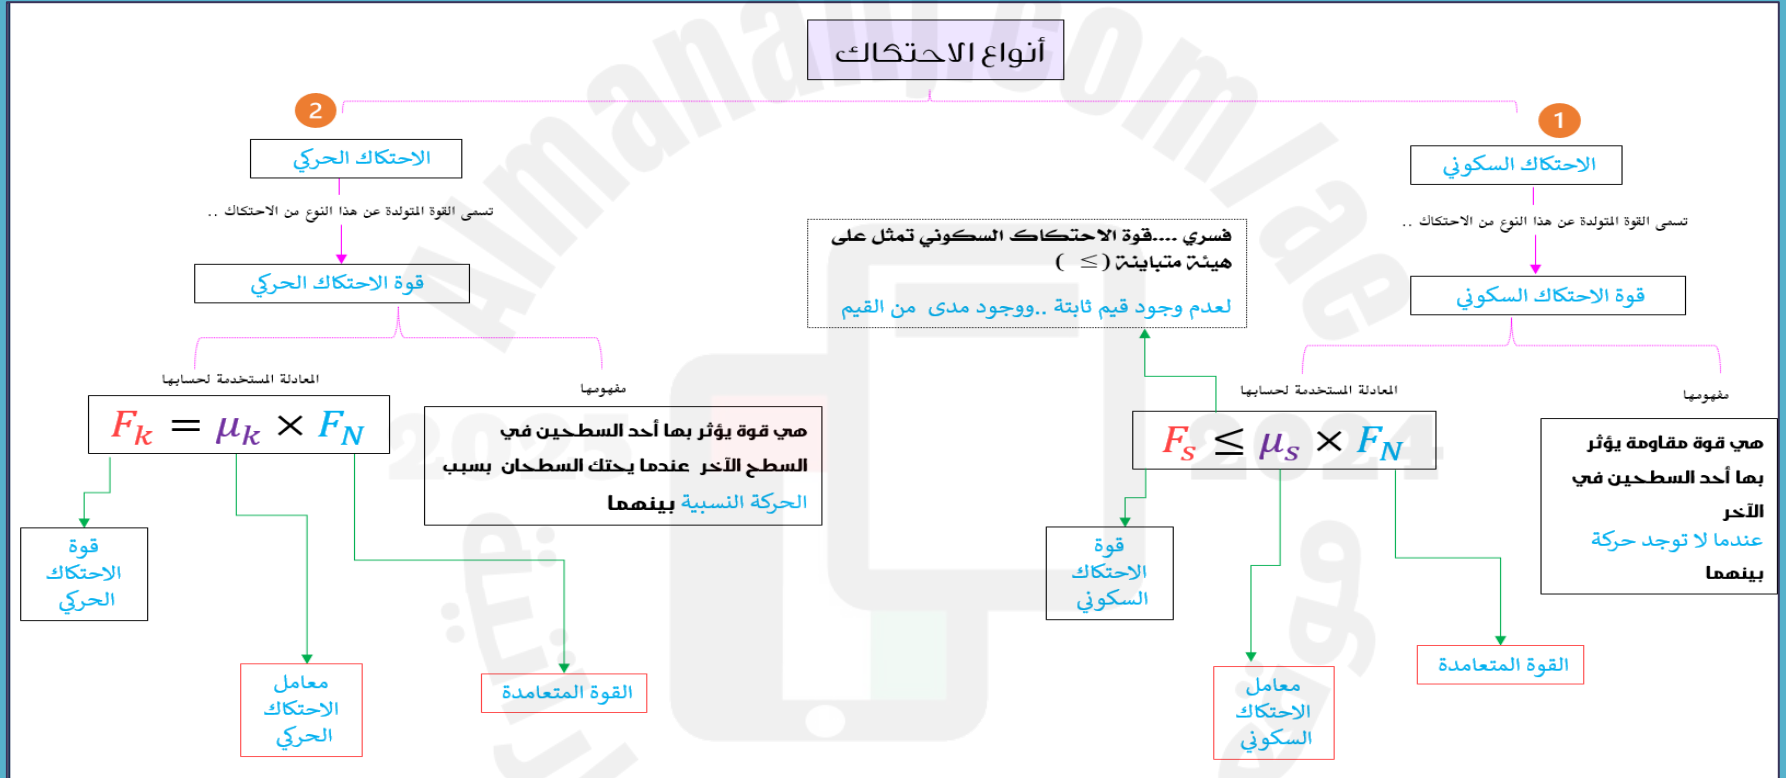 أنواع الاحتكاك
1
الاحتكاك السكوني
تسمى القوة المتولدة عن هذا النوع من الاحتكاك ..
قوة الاحتكاك السكوني
مفهومها
هي قوة مقاومة يؤثر
بها أحد السطحين في
الآخر
عندما لا توجد حركة
بينهما
المعادلة المستخدمة لحسابها
Fs ≤ μs × FN
فسري ....قوة الاحتكاك السكوني تمثل على
هيئة متباينة ( ≥ )
لعدم وجود قيم ثابتة ..ووجود مدى من القيم
قوة
الاحتكاك
السكوني
معامل
الاحتكاك
السكوني
القوة المتعامدة
2
الاحتكاك الحركي
تسمى القوة المتولدة عن هذا النوع من الاحتكاك ..
قوة الاحتكاك الحركي
مفهومها
هي قوة يؤثر بها أحد السطحين في
السطح الآخر عندما يحتك السطحان بسبب
الحركة النسبية بينهما
المعادلة المستخدمة لحسابها
Fk = μk × FN
قوة
الاحتكاك
الحركي
معامل
الاحتكاك
الحركي
القوة المتعامدة
Almanahj.com/ae
2025
2024